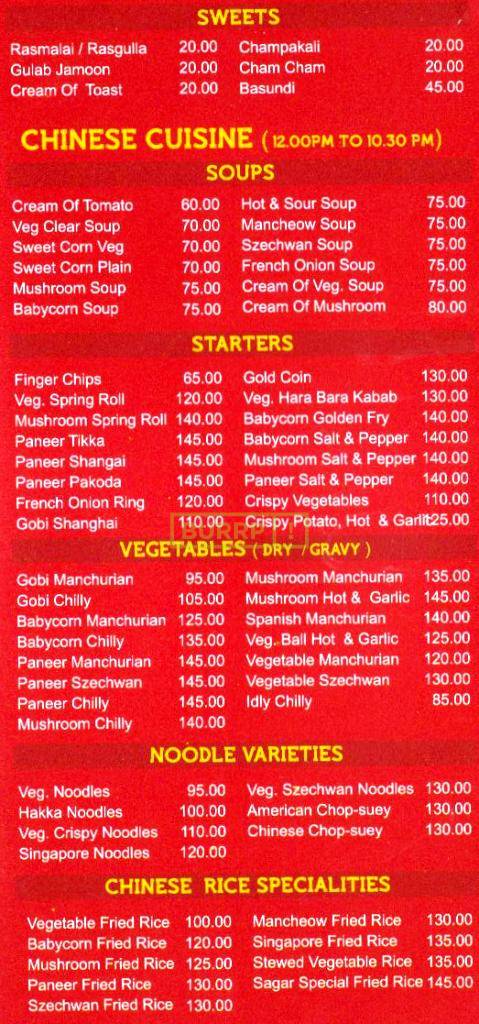 SWEETS
Rasmalai / Rasgulla 20.00 Champakali 20.00
Gulab Jamoon 20.00 Cham Cham 20.00
Cream Of Toast 20.00 Basundi 45.00
CHINESE CUISINE ( 12.00PM TO 10.30 PM)
SOUPS
Cream Of Tomato 60.00 Hot & Sour Soup 75.00
Veg Clear Soup 70.00 Mancheow Soup 75.00
Sweet Corn Veg 70.00 Szechwan Soup 75.00
Sweet Corn Plain 70.00 French Onion Soup 75.00
Mushroom Soup 75.00 Cream Of Veg. Soup 75.00
Babycorn Soup 75.00 Cream Of Mushroom 80.00
STARTERS
Finger Chips 65.00 Gold Coin 130.00
Veg. Spring Roll 120.00 Veg. Hara Bara Kabab 130.00
Mushroom Spring Roll 140.00 Babycorn Golden Fry 140.00
Paneer Tikka 145.00 Babycorn Salt & Pepper 140.00
Paneer Shangai 145.00 Mushroom Salt & Pepper 140.00
Paneer Pakoda 145.00 Paneer Salt & Pepper 140.00
French Onion Ring 120.00 Crispy Vegetables 110.00
Gobi Shanghai 110.00 Crispy Potato, Hot & Garlic 125.00
BURRP!
VEGETABLES ( DRY / GRAVY )
Gobi Manchurian 95.00 Mushroom Manchurian 135.00
Gobi Chilly 105.00 Mushroom Hot & Garlic 145.00
Babycorn Manchurian 125.00 Spanish Manchurian 140.00
Babycorn Chilly 135.00 Veg. Ball Hot & Garlic 125.00
Paneer Manchurian 145.00 Vegetable Manchurian 120.00
Paneer Szechwan 145.00 Vegetable Szechwan 130.00
Paneer Chilly 145.00 Idly Chilly 85.00
Mushroom Chilly 140.00
NOODLE VARIETIES
Veg. Noodles 95.00 Veg. Szechwan Noodles 130.00
Hakka Noodles 100.00 American Chop-suey 130.00
Veg. Crispy Noodles 110.00 Chinese Chop-suey 130.00
Singapore Noodles 120.00
CHINESE RICE SPECIALITIES
Vegetable Fried Rice 100.00 Mancheow Fried Rice 130.00
Babycorn Fried Rice 120.00 Singapore Fried Rice 135.00
Mushroom Fried Rice 125.00 Stewed Vegetable Rice 135.00
Paneer Fried Rice 130.00 Sagar Special Fried Rice 145.00
Szechwan Fried Rice 130.00